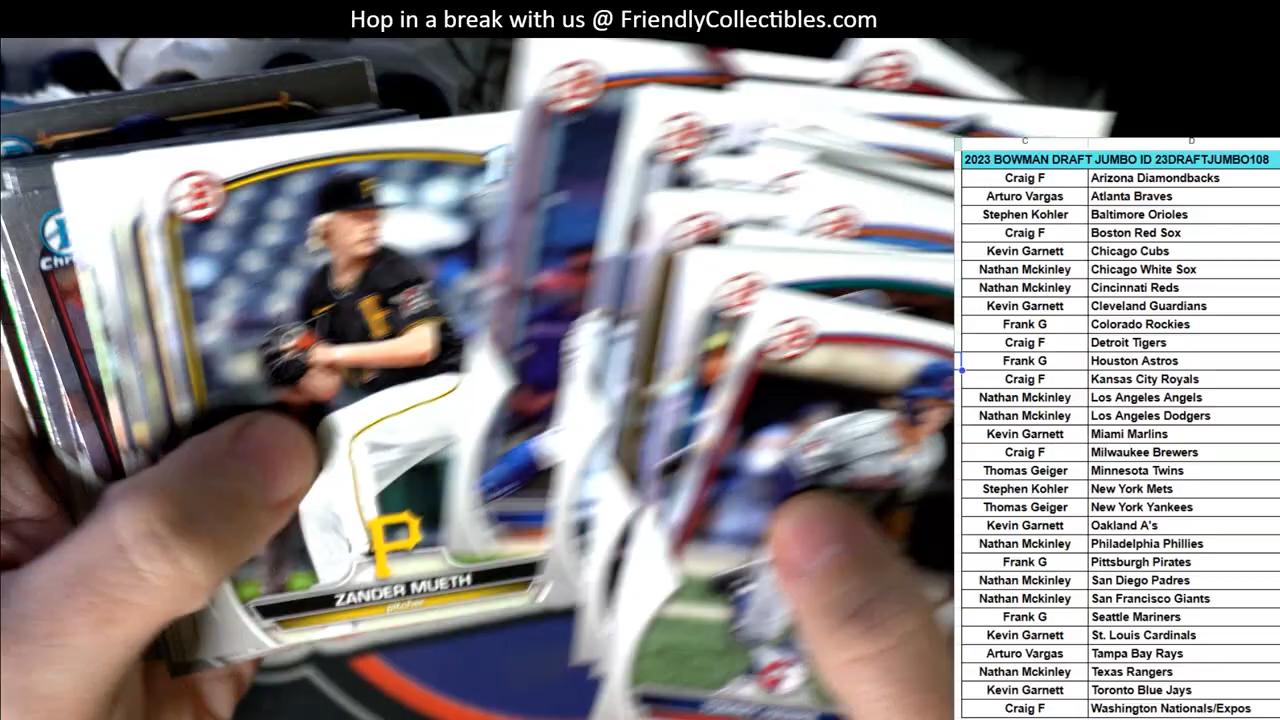 Hop in a break with us @ FriendlyCollectibles.com
C D
2023 BOWMAN DRAFT JUMBO ID 23DRAFTJUMBO108
Craig F Arizona Diamondbacks
Arturo Vargas Atlanta Braves
Stephen Kohler Baltimore Orioles
Craig F Boston Red Sox
Kevin Garnett Chicago Cubs
Nathan Mckinley Chicago White Sox
Nathan Mckinley Cincinnati Reds
Kevin Garnett Cleveland Guardians
Frank G Colorado Rockies
Craig F Detroit Tigers
Frank G Houston Astros
Craig F Kansas City Royals
Nathan Mckinley Los Angeles Angels
Nathan Mckinley Los Angeles Dodgers
Kevin Garnett Miami Marlins
Craig F Milwaukee Brewers
Thomas Geiger Minnesota Twins
Stephen Kohler New York Mets
Thomas Geiger New York Yankees
Kevin Garnett Oakland A's
Nathan Mckinley Philadelphia Phillies
Frank G Pittsburgh Pirates
Nathan Mckinley San Diego Padres
Nathan Mckinley San Francisco Giants
Frank G Seattle Mariners
Kevin Garnett St. Louis Cardinals
Arturo Vargas Tampa Bay Rays
Nathan Mckinley Texas Rangers
Kevin Garnett Toronto Blue Jays
Craig F Washington Nationals/Expos
Chr
P
ZANDER MUETH
pitcher